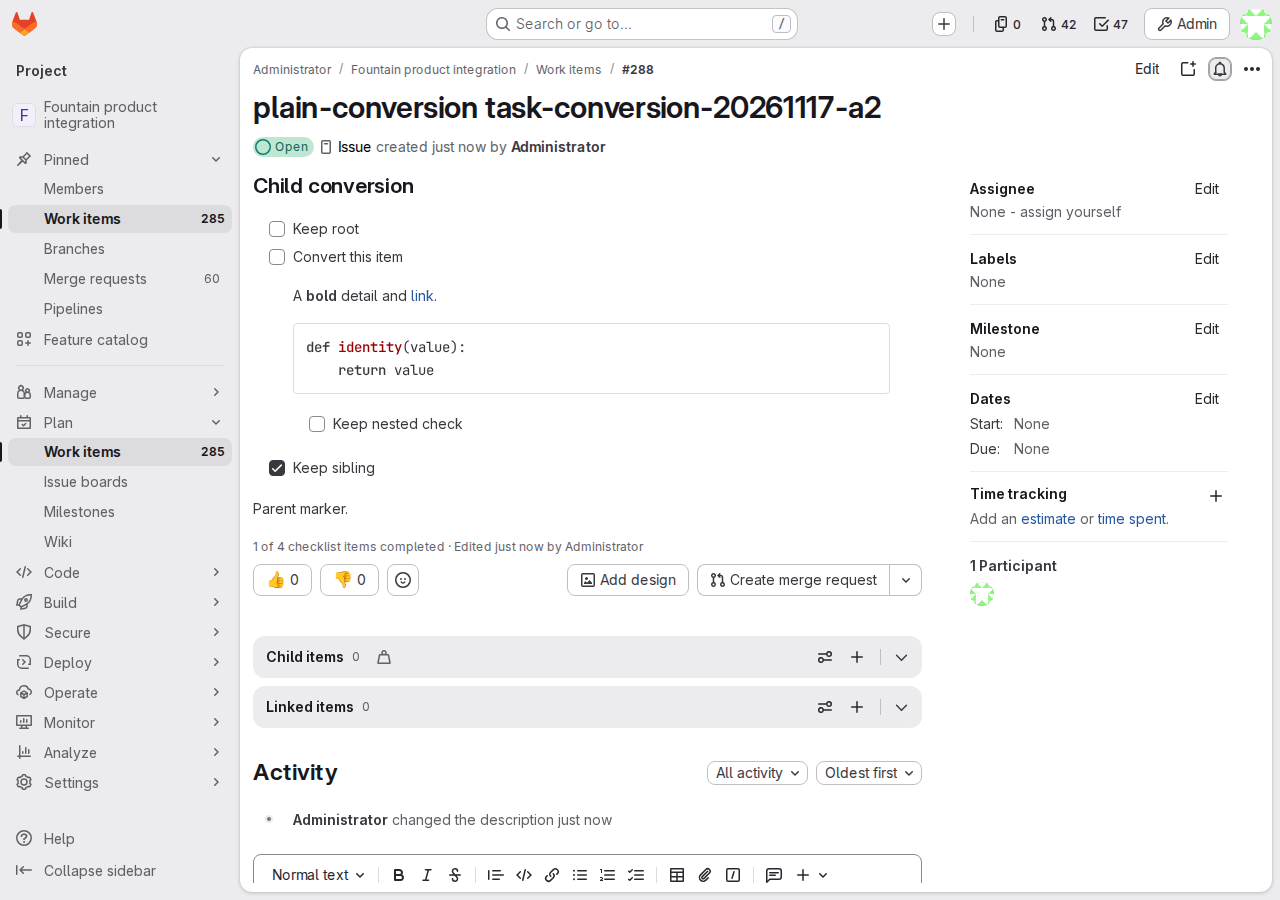 Search or go to...
/
0
42
47
Admin
Project
F
Fountain product integration
Pinned
Members
Work items 285
Branches
Merge requests 60
Pipelines
Feature catalog
Manage
Plan
Work items 285
Issue boards
Milestones
Wiki
Code
Build
Secure
Deploy
Operate
Monitor
Analyze
Settings
Help
Collapse sidebar
Administrator / Fountain product integration / Work items / #288
Edit
plain-conversion task-conversion-20261117-a2
Open Issue created just now by Administrator
Child conversion
Keep root
Convert this item
A bold detail and link.
def identity(value):
return value
Keep nested check
Keep sibling
Parent marker.
1 of 4 checklist items completed · Edited just now by Administrator
👍 0
👎 0
Add design
Create merge request
Child items 0
Linked items 0
Activity
All activity
Oldest first
Administrator changed the description just now
Normal text
Assignee Edit
None - assign yourself
Labels Edit
None
Milestone Edit
None
Dates Edit
Start: None
Due: None
Time tracking
Add an estimate or time spent.
1 Participant